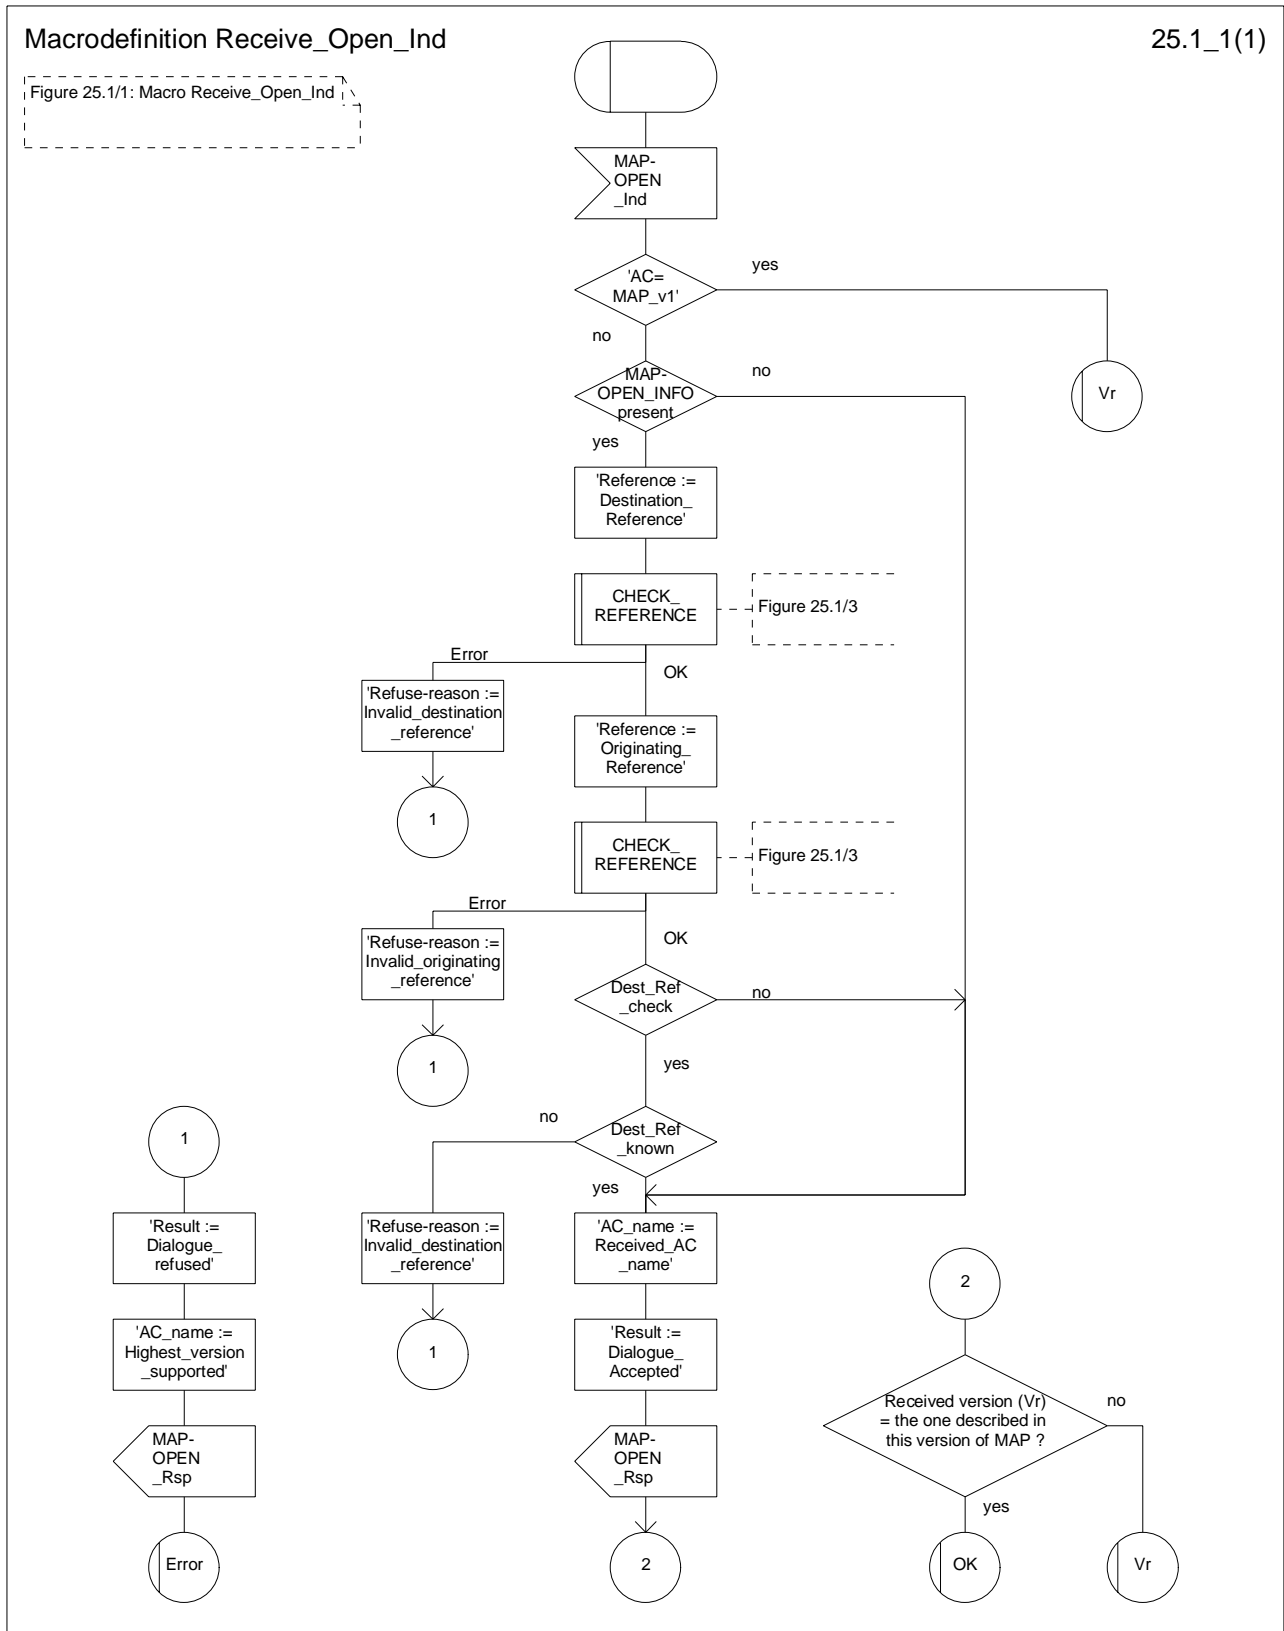 Macrodefinition Receive_Open_Ind
25.1_1(1)
Figure 25.1/1: Macro Receive_Open_Ind
MAP-
OPEN
_Ind
'AC=
MAP_v1'
yes
no
Vr
MAP-
OPEN_INFO
present
no
yes
'Reference :=
Destination_
Reference'
CHECK_
REFERENCE
Figure 25.1/3
Error
OK
'Refuse-reason :=
Invalid_destination
_reference'
1
'Reference :=
Originating_
Reference'
CHECK_
REFERENCE
Figure 25.1/3
Error
OK
'Refuse-reason :=
Invalid_originating
_reference'
1
Dest_Ref
_check
no
yes
Dest_Ref
_known
no
yes
'Refuse-reason :=
Invalid_destination
_reference'
1
'AC_name :=
Received_AC
_name'
'Result :=
Dialogue_
Accepted'
MAP-
OPEN
_Rsp
2
1
'Result :=
Dialogue_
refused'
'AC_name :=
Highest_version
_supported'
MAP-
OPEN
_Rsp
Error
2
Received version (Vr)
= the one described in
this version of MAP ?
no
yes
OK
Vr